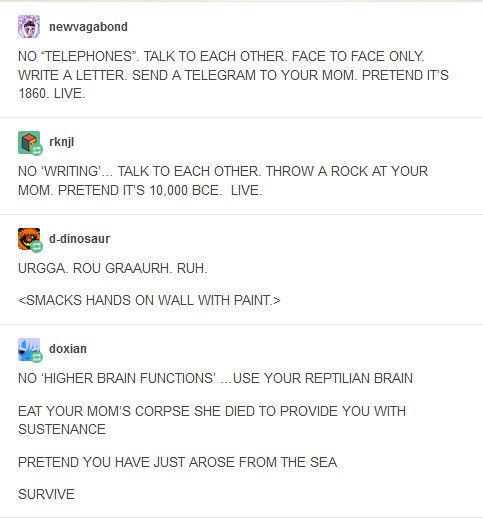 newvagabond
NO “TELEPHONES”. TALK TO EACH OTHER. FACE TO FACE ONLY.
WRITE A LETTER. SEND A TELEGRAM TO YOUR MOM. PRETEND IT’S
1860. LIVE.
rknjl
NO ‘WRITING’… TALK TO EACH OTHER. THROW A ROCK AT YOUR
MOM. PRETEND IT’S 10,000 BCE.  LIVE.
d-dinosaur
URGGA. ROU GRAAURH. RUH.
<SMACKS HANDS ON WALL WITH PAINT.>
doxian
NO ‘HIGHER BRAIN FUNCTIONS’ …USE YOUR REPTILIAN BRAIN
EAT YOUR MOM’S CORPSE SHE DIED TO PROVIDE YOU WITH
SUSTENANCE
PRETEND YOU HAVE JUST AROSE FROM THE SEA
SURVIVE